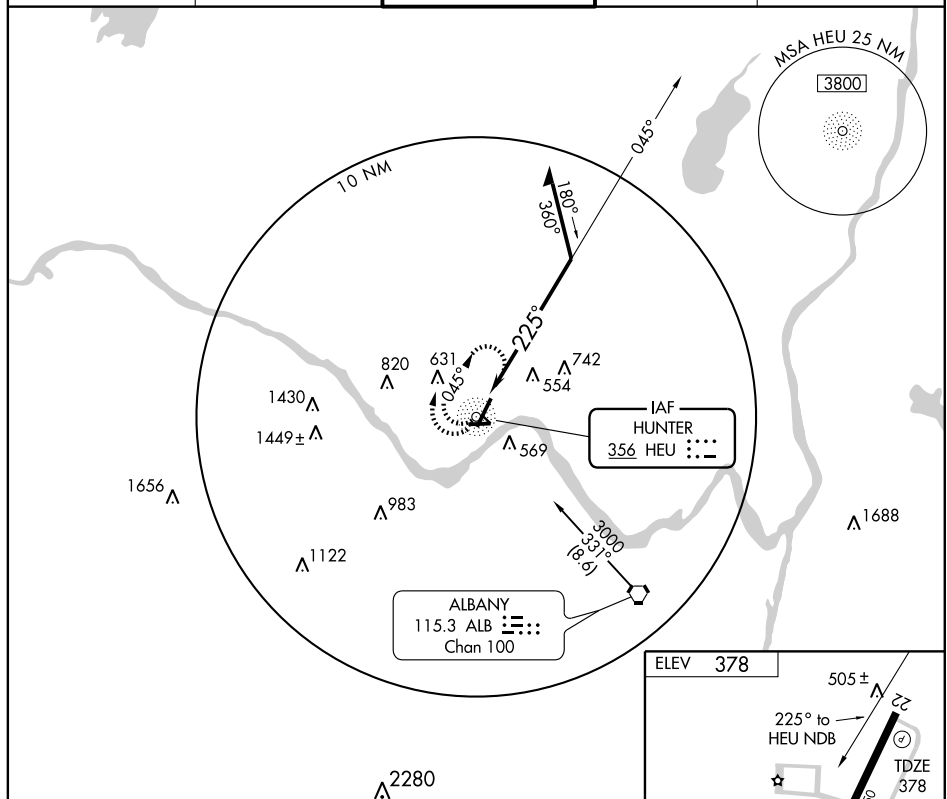 MSA HEU 25 NM
3800
10 NM
045°
180°
360°
225°
045°
820
631
742
554
1430
1449±
569
IAF
HUNTER
356 HEU
1656
983
1688
1122
3000
331°
(8.6)
ALBANY
115.3 ALB
Chan 100
2280
ELEV 378
505±
22
225° to
HEU NDB
P
TDZE
378